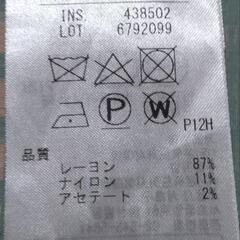 INS. 438502
LOT 6792099
P W P12H
品質
レーヨン 87%
ナイロン 11%
アセテート 2%